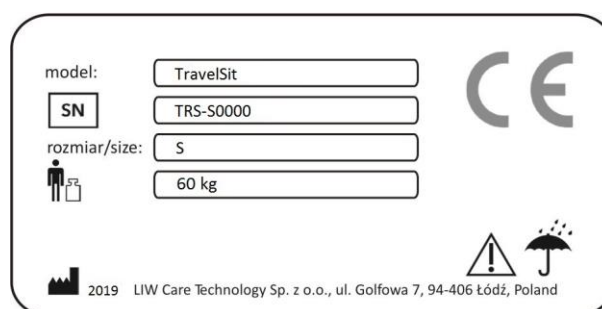 model: TravelSit
SN TRS-S0000
rozmiar/size: S
60 kg
CE
2019 LIW Care Technology Sp. z o.o., ul. Golfowa 7, 94-406 Łódź, Poland